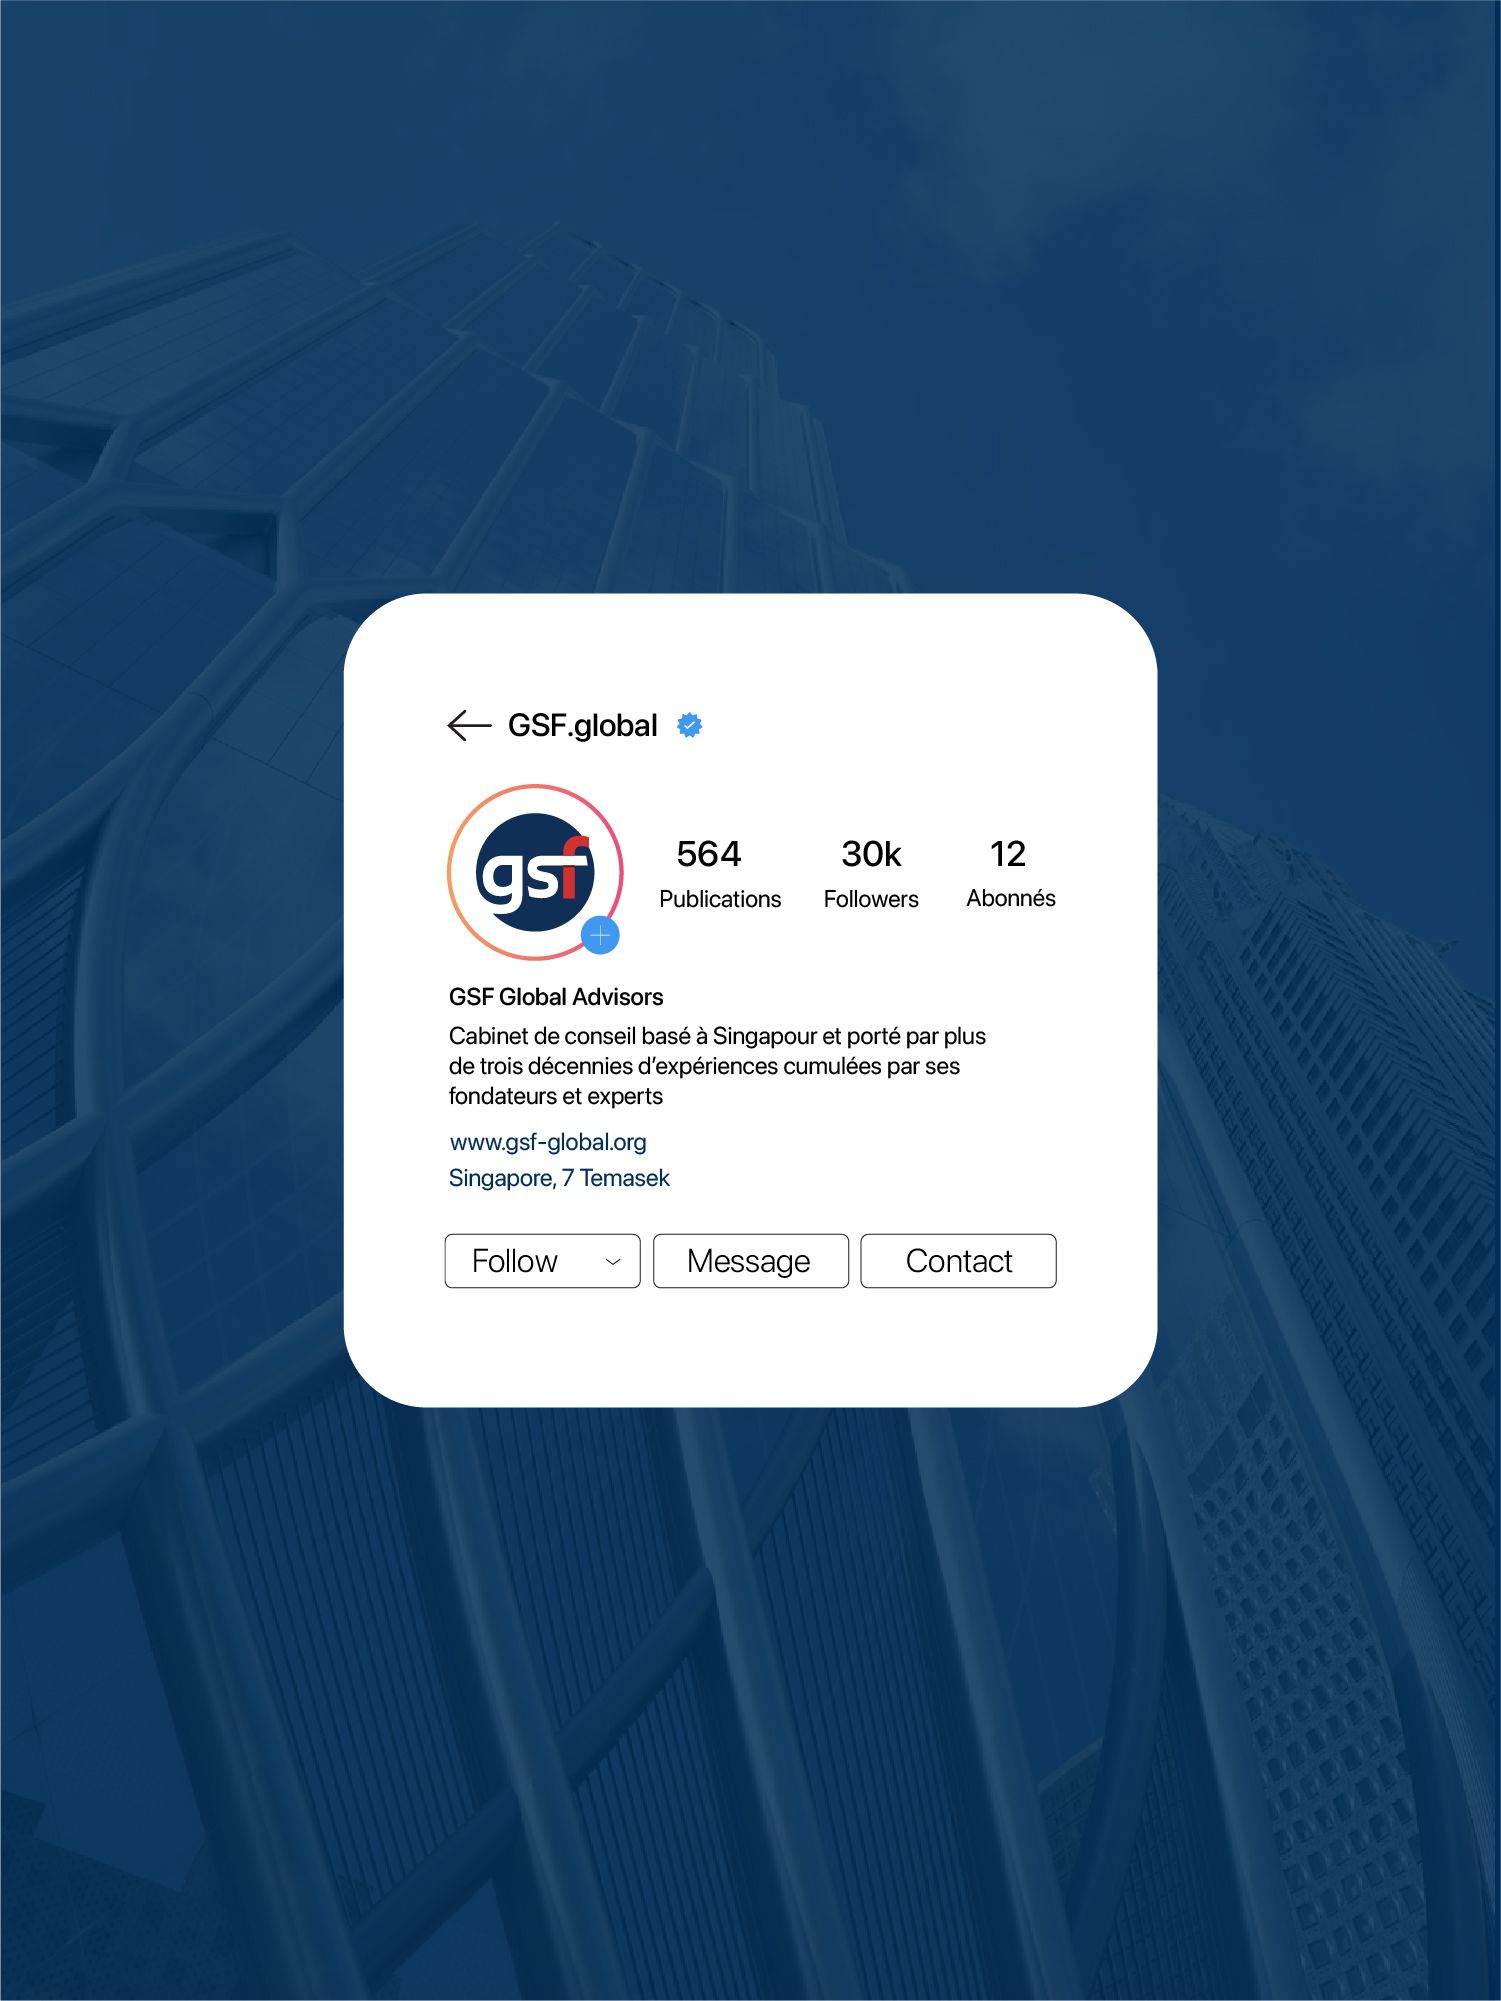 GSF.global
gsf
564 30k 12
Publications Followers Abonnés
GSF Global Advisors
Cabinet de conseil basé à Singapour et porté par plus
de trois décennies d’expériences cumulées par ses
fondateurs et experts
www.gsf-global.org
Singapore, 7 Temasek
Follow Message Contact